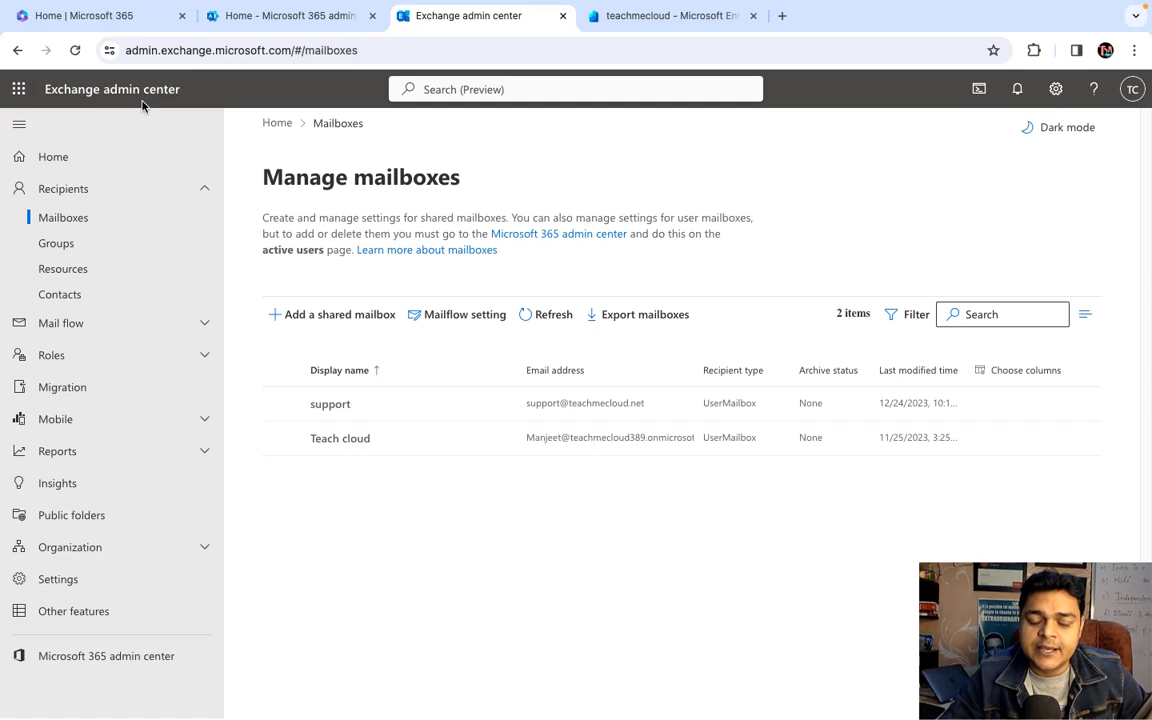 Home | Microsoft 365
Home - Microsoft 365 admin
Exchange admin center
teachmecloud - Microsoft Ent
admin.exchange.microsoft.com/#/mailboxes
Exchange admin center
Search (Preview)
TC
Home
Recipients
Mailboxes
Groups
Resources
Contacts
Mail flow
Roles
Migration
Mobile
Reports
Insights
Public folders
Organization
Settings
Other features
Microsoft 365 admin center
Home > Mailboxes
Dark mode
Manage mailboxes
Create and manage settings for shared mailboxes. You can also manage settings for user mailboxes,
but to add or delete them you must go to the Microsoft 365 admin center and do this on the
active users page. Learn more about mailboxes
Add a shared mailbox Mailflow setting Refresh Export mailboxes 2 items Filter Search
Display name ↑ Email address Recipient type Archive status Last modified time Choose columns
support support@teachmecloud.net UserMailbox None 12/24/2023, 10:1...
Teach cloud Manjeet@teachmecloud389.onmicrosof UserMailbox None 11/25/2023, 3:25...
EXTRAORDINARY